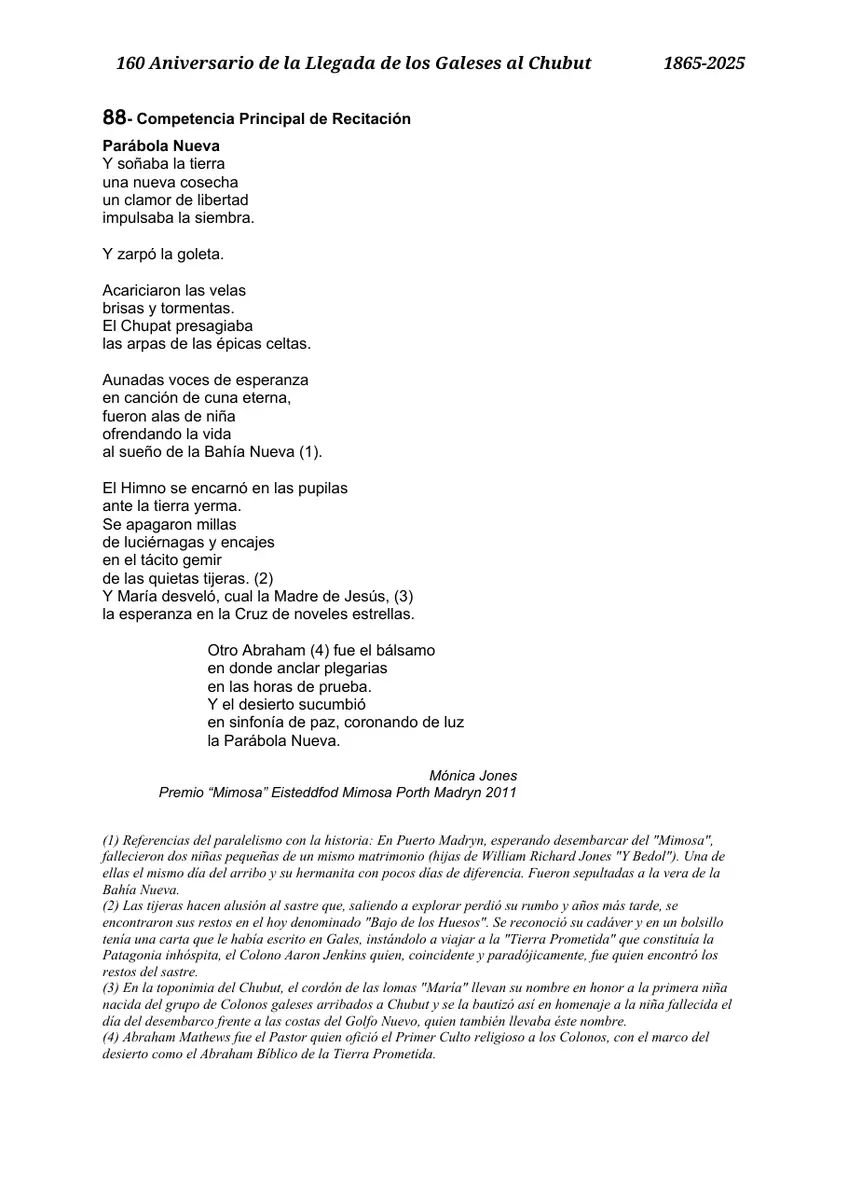 160 Aniversario de la Llegada de los Galeses al Chubut 1865-2025
88- Competencia Principal de Recitación
Parábola Nueva
Y soñaba la tierra
una nueva cosecha
un clamor de libertad
impulsaba la siembra.
Y zarpó la goleta.
Acariciaron las velas
brisas y tormentas.
El Chupat presagiaba
las arpas de las épicas celtas.
Aunadas voces de esperanza
en canción de cuna eterna,
fueron alas de niña
ofrendando la vida
al sueño de la Bahía Nueva (1).
El Himno se encarnó en las pupilas
ante la tierra yerma.
Se apagaron millas
de luciérnagas y encajes
en el tácito gemir
de las quietas tijeras. (2)
Y María desveló, cual la Madre de Jesús, (3)
la esperanza en la Cruz de noveles estrellas.
Otro Abraham (4) fue el bálsamo
en donde anclar plegarias
en las horas de prueba.
Y el desierto sucumbió
en sinfonía de paz, coronando de luz
la Parábola Nueva.
Mónica Jones
Premio “Mimosa” Eisteddfod Mimosa Porth Madryn 2011
(1) Referencias del paralelismo con la historia: En Puerto Madryn, esperando desembarcar del "Mimosa",
fallecieron dos niñas pequeñas de un mismo matrimonio (hijas de William Richard Jones "Y Bedol"). Una de
ellas el mismo día del arribo y su hermanita con pocos días de diferencia. Fueron sepultadas a la vera de la
Bahía Nueva.
(2) Las tijeras hacen alusión al sastre que, saliendo a explorar perdió su rumbo y años más tarde, se
encontraron sus restos en el hoy denominado "Bajo de los Huesos". Se reconoció su cadáver y en un bolsillo
tenía una carta que le había escrito en Gales, instándolo a viajar a la "Tierra Prometida" que constituía la
Patagonia inhóspita, el Colono Aaron Jenkins quien, coincidente y paradójicamente, fue quien encontró los
restos del sastre.
(3) En la toponimia del Chubut, el cordón de las lomas "María" llevan su nombre en honor a la primera niña
nacida del grupo de Colonos galeses arribados a Chubut y se la bautizó así en homenaje a la niña fallecida el
día del desembarco frente a las costas del Golfo Nuevo, quien también llevaba éste nombre.
(4) Abraham Mathews fue el Pastor quien ofició el Primer Culto religioso a los Colonos, con el marco del
desierto como el Abraham Bíblico de la Tierra Prometida.